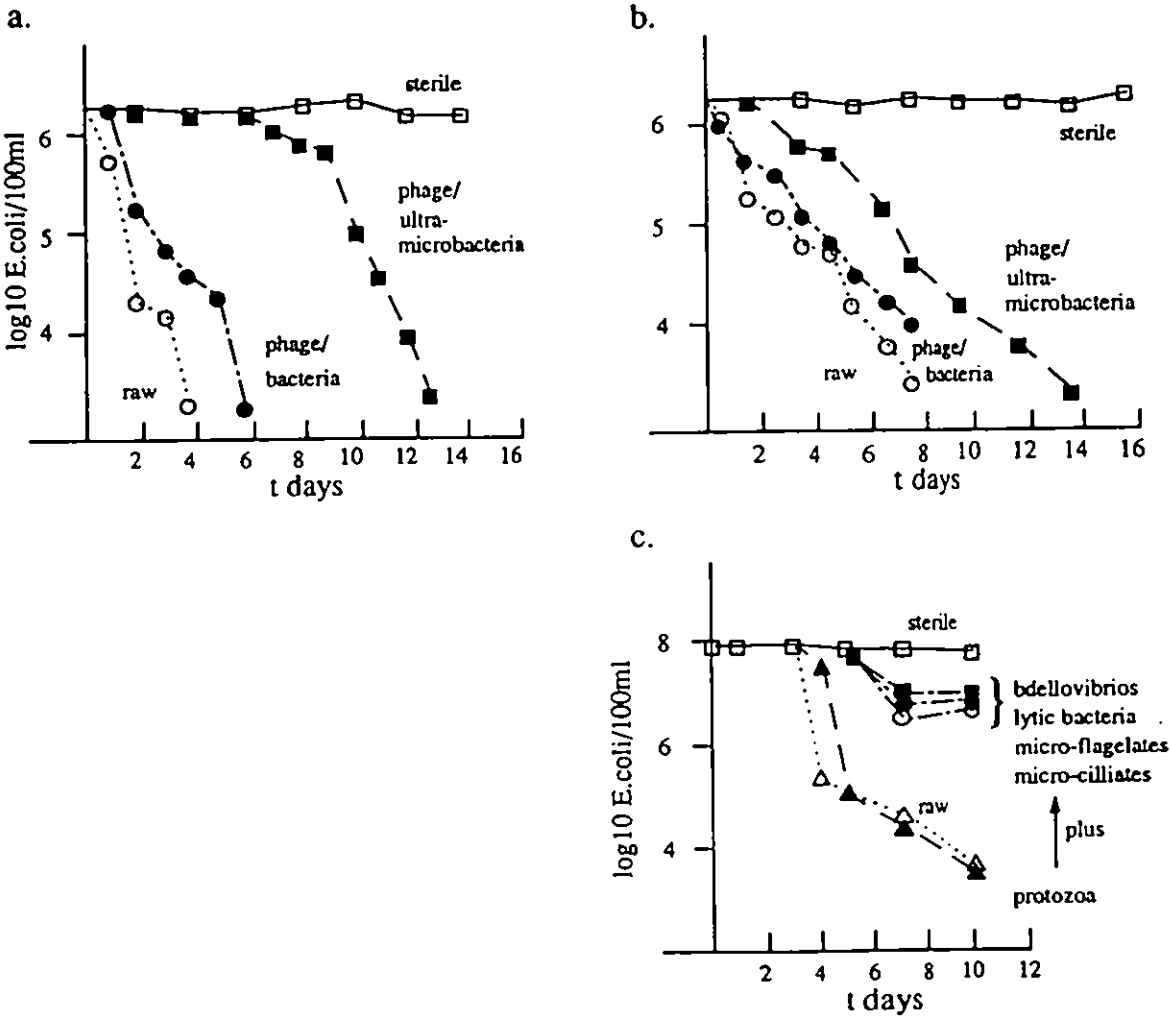 a.
sterile
6
5
4
log10 E.coli/100ml
phage/
ultra-
microbacteria
phage/
bacteria
raw
2 4 6 8 10 12 14 16
t days
b.
6
5
4
sterile
phage/
ultra-
microbacteria
phage/
bacteria
raw
2 4 6 8 10 12 14 16
t days
c.
log10 E.coli/100ml
8
6
4
sterile
bdellovibrios
lytic bacteria
micro-flagelates
micro-cilliates
plus
protozoa
raw
2 4 6 8 10 12
t days